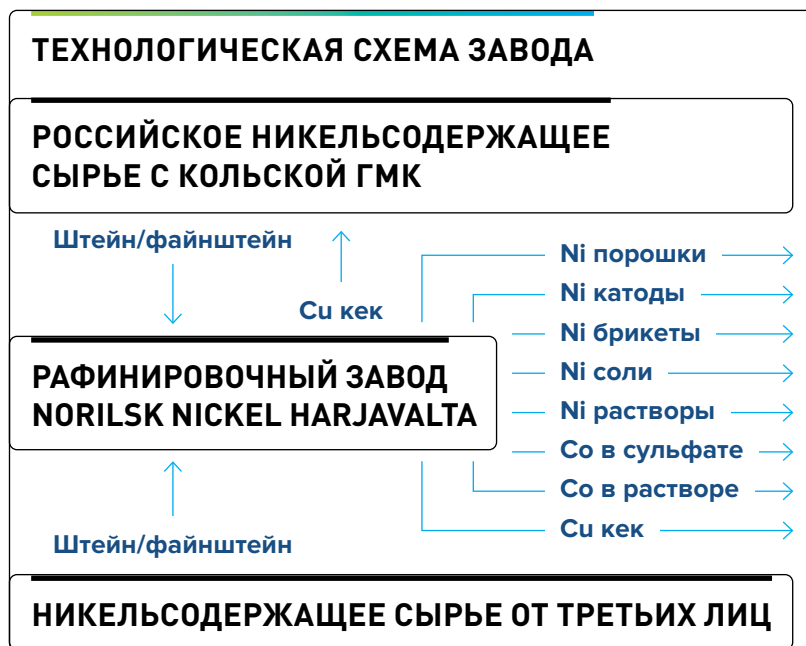 ТЕХНОЛОГИЧЕСКАЯ СХЕМА ЗАВОДА
РОССИЙСКОЕ НИКЕЛЬСОДЕРЖАЩЕЕ
СЫРЬЕ С КОЛЬСКОЙ ГМК
Штейн/файнштейн
Cu кек
Ni порошки
Ni катоды
Ni брикеты
Ni соли
Ni растворы
Co в сульфате
Co в растворе
Cu кек
РАФИНИРОВОЧНЫЙ ЗАВОД
NORILSK NICKEL HARJAVALTA
Штейн/файнштейн
НИКЕЛЬСОДЕРЖАЩЕЕ СЫРЬЕ ОТ ТРЕТЬИХ ЛИЦ